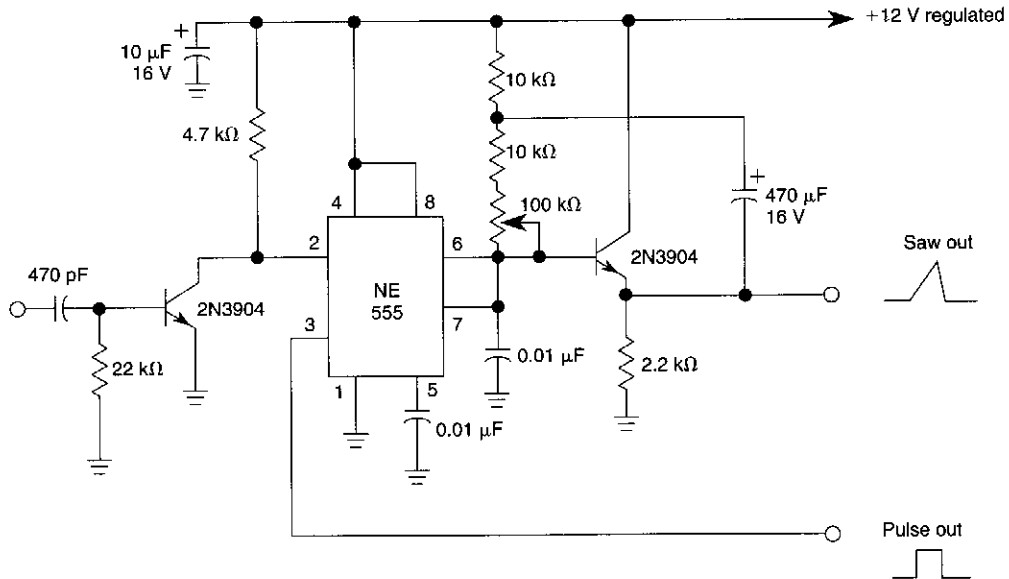 +12 V regulated
+
10 µF
16 V
10 kΩ
4.7 kΩ
10 kΩ
+
470 µF
16 V
100 kΩ
4
8
2
6
Saw out
2N3904
470 pF
2N3904
NE
555
3
7
22 kΩ
0.01 µF
2.2 kΩ
1
5
0.01 µF
Pulse out